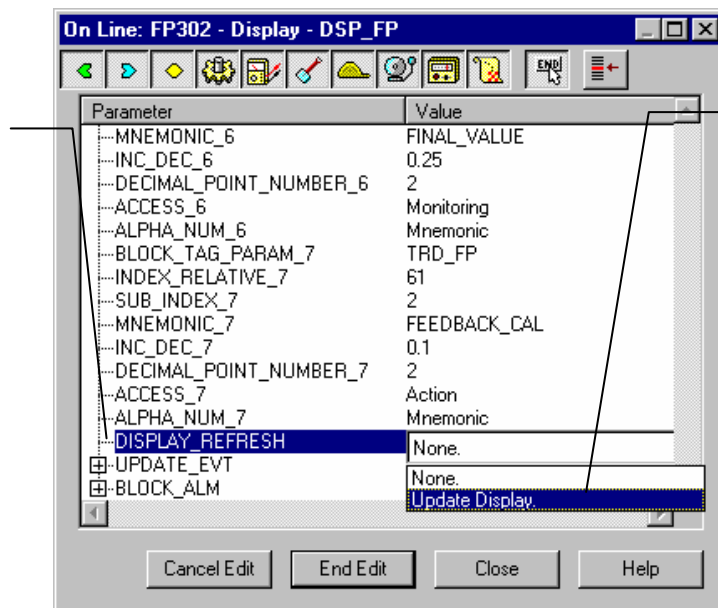 On Line: FP302 - Display - DSP_FP
END
Parameter Value
MNEMONIC_6 FINAL_VALUE
INC_DEC_6 0.25
DECIMAL_POINT_NUMBER_6 2
ACCESS_6 Monitoring
ALPHA_NUM_6 Mnemonic
BLOCK_TAG_PARAM_7 TRD_FP
INDEX_RELATIVE_7 61
SUB_INDEX_7 2
MNEMONIC_7 FEEDBACK_CAL
INC_DEC_7 0.1
DECIMAL_POINT_NUMBER_7 2
ACCESS_7 Action
ALPHA_NUM_7 Mnemonic
DISPLAY_REFRESH None.
UPDATE_EVT None.
BLOCK_ALM Update Display.
Cancel Edit End Edit Close Help